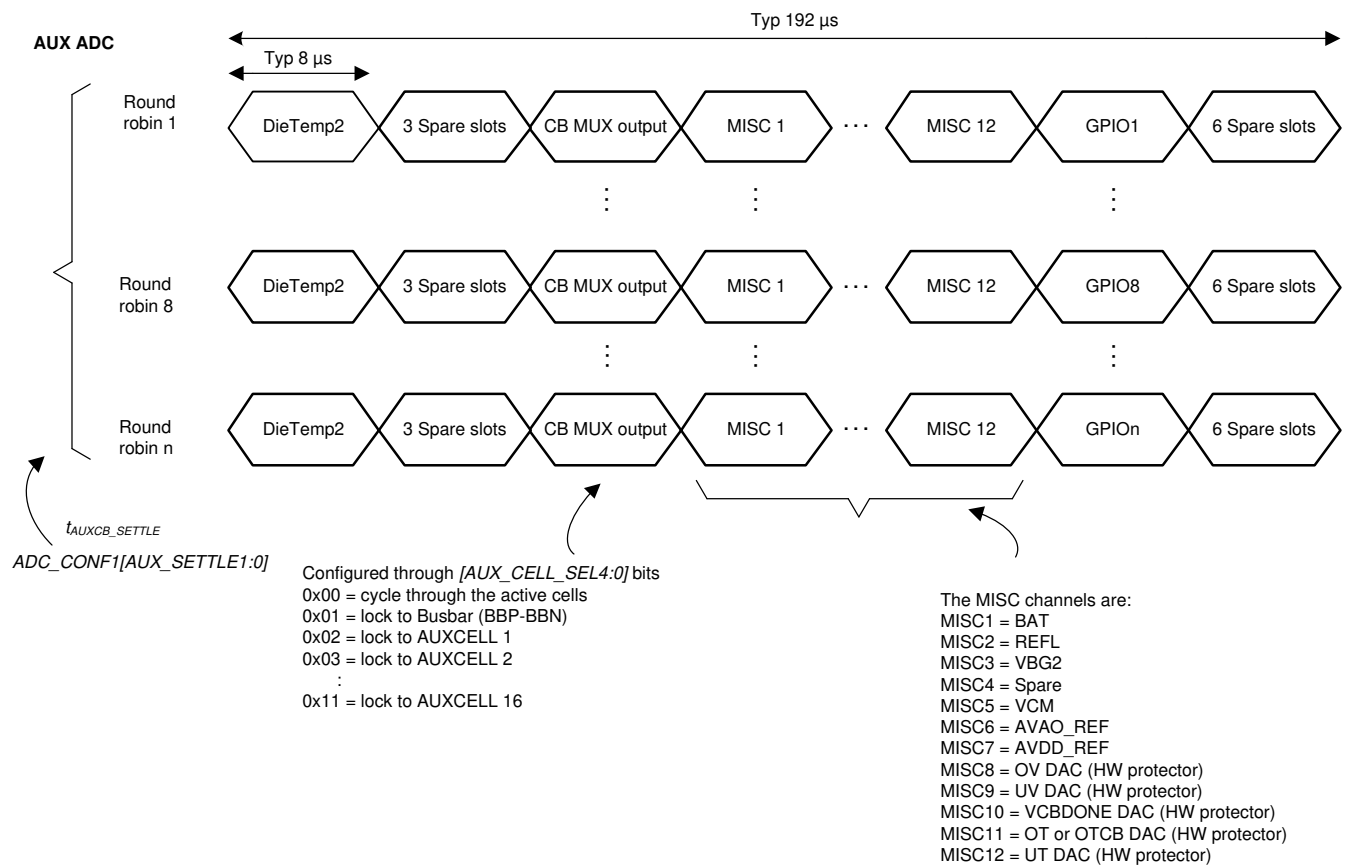 Typ 192 µs
AUX ADC
Typ 8 µs
Round
robin 1
DieTemp2
3 Spare slots
CB MUX output
MISC 1
...
MISC 12
GPIO1
6 Spare slots
Round
robin 8
DieTemp2
3 Spare slots
CB MUX output
MISC 1
...
MISC 12
GPIO8
6 Spare slots
Round
robin n
DieTemp2
3 Spare slots
CB MUX output
MISC 1
...
MISC 12
GPIOn
6 Spare slots
tAUXCB_SETTLE
ADC_CONF1[AUX_SETTLE1:0]
Configured through [AUX_CELL_SEL4:0] bits
0x00 = cycle through the active cells
0x01 = lock to Busbar (BBP-BBN)
0x02 = lock to AUXCELL 1
0x03 = lock to AUXCELL 2
:
0x11 = lock to AUXCELL 16
The MISC channels are:
MISC1 = BAT
MISC2 = REFL
MISC3 = VBG2
MISC4 = Spare
MISC5 = VCM
MISC6 = AVAO_REF
MISC7 = AVDD_REF
MISC8 = OV DAC (HW protector)
MISC9 = UV DAC (HW protector)
MISC10 = VCBDONE DAC (HW protector)
MISC11 = OT or OTCB DAC (HW protector)
MISC12 = UT DAC (HW protector)